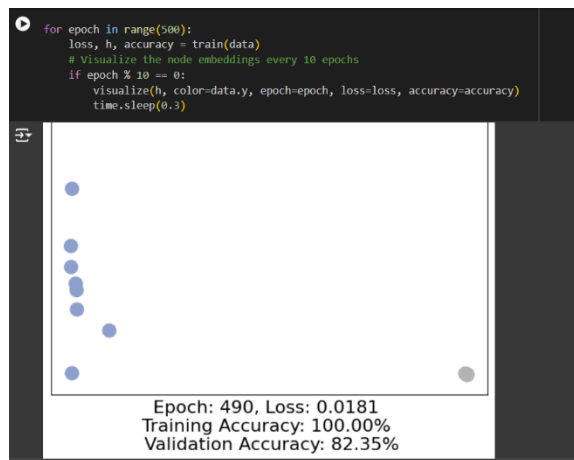 for epoch in range(500):
    loss, h, accuracy = train(data)
    # Visualize the node embeddings every 10 epochs
    if epoch % 10 == 0:
        visualize(h, color=data.y, epoch=epoch, loss=loss, accuracy=accuracy)
        time.sleep(0.3)
Epoch: 490, Loss: 0.0181
Training Accuracy: 100.00%
Validation Accuracy: 82.35%